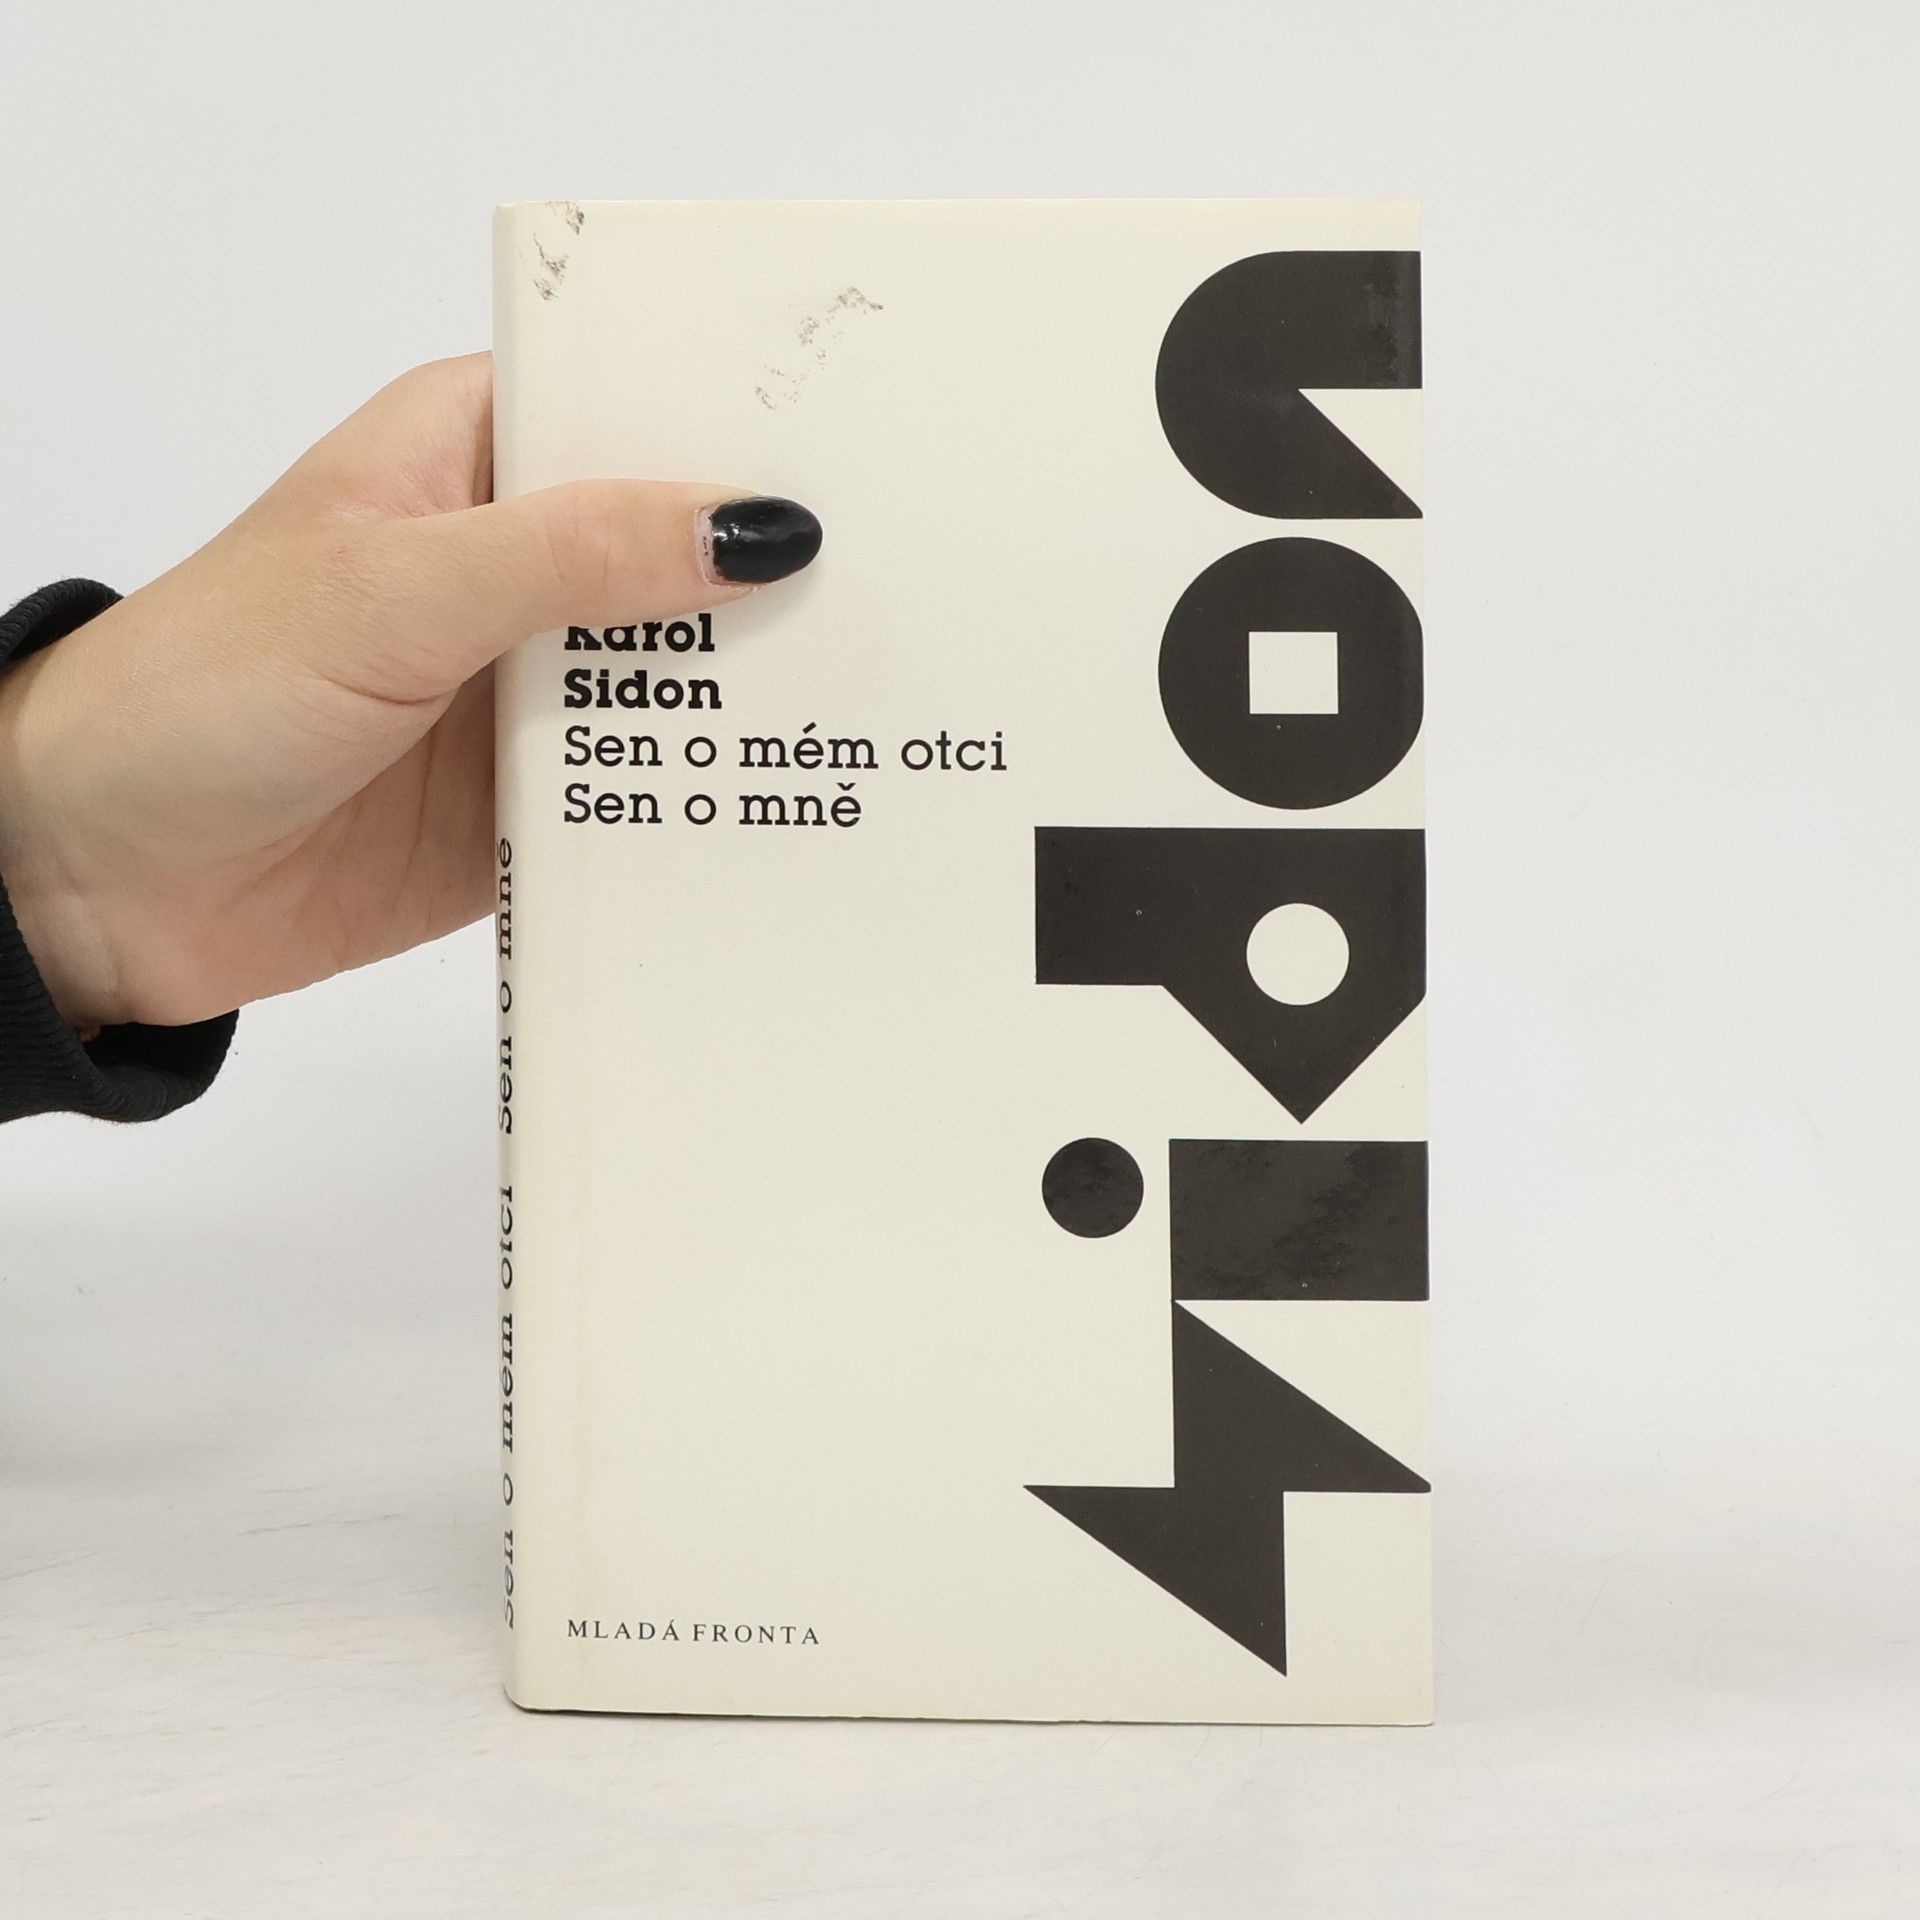 Karol
Sidon
Sen o mém otci
Sen o mně
sidon
MLADÁ FRONTA
Sen o mém otci Sen o mně